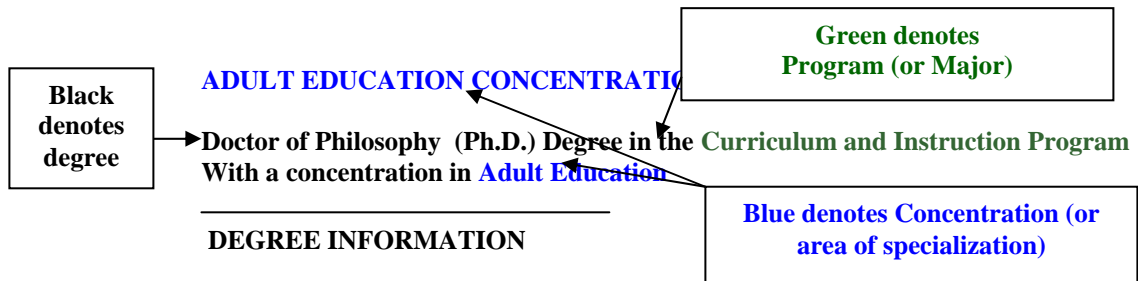 Green denotes
Program (or Major)
ADULT EDUCATION CONCENTRATIO
Black
denotes
degree
Doctor of Philosophy (Ph.D.) Degree in the Curriculum and Instruction Program
With a concentration in Adult Education
Blue denotes Concentration (or
area of specialization)
DEGREE INFORMATION